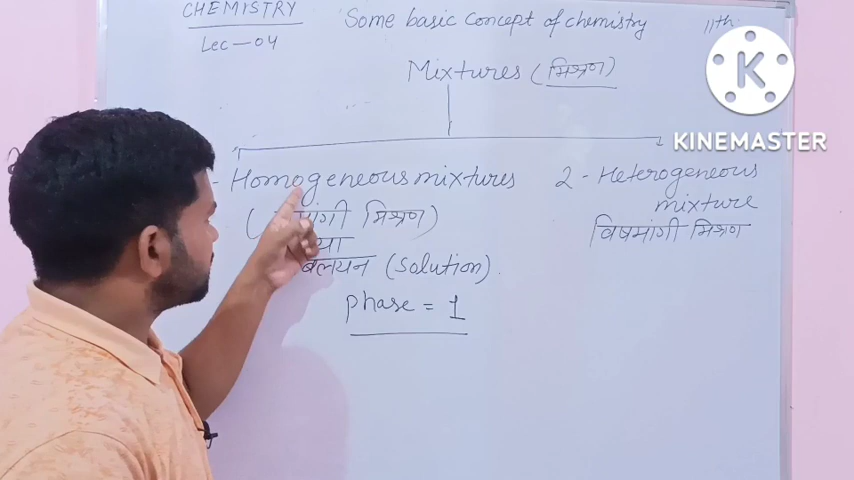 CHEMISTRY
Lec-04
Some basic concept of chemistry
11th
Mixtures (मिश्रण)
Homogeneous mixtures
मिश्रण)
या
(Solution)
Phase = 1
2 - Heterogeneous
mixture
विषमांगी मिश्रण
K
KINEMASTER